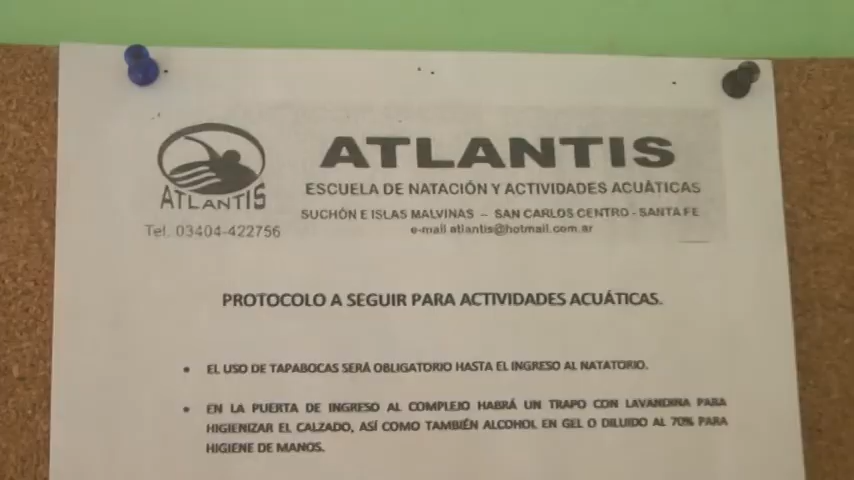 ATLANTIS
ATLANTIS
ESCUELA DE NATACIÓN Y ACTIVIDADES ACUÁTICAS
SUCHÓN E ISLAS MALVINAS – SAN CARLOS CENTRO - SANTA FE
Tel. 03404-422756
e-mail atlantis@hotmail.com.ar
PROTOCOLO A SEGUIR PARA ACTIVIDADES ACUÁTICAS.
• EL USO DE TAPABOCAS SERÁ OBLIGATORIO HASTA EL INGRESO AL NATATORIO.
• EN LA PUERTA DE INGRESO AL COMPLEJO HABRÁ UN TRAPO CON LAVANDINA PARA
HIGIENIZAR EL CALZADO, ASÍ COMO TAMBIÉN ALCOHOL EN GEL O DILUIDO AL 70% PARA
HIGIENE DE MANOS.